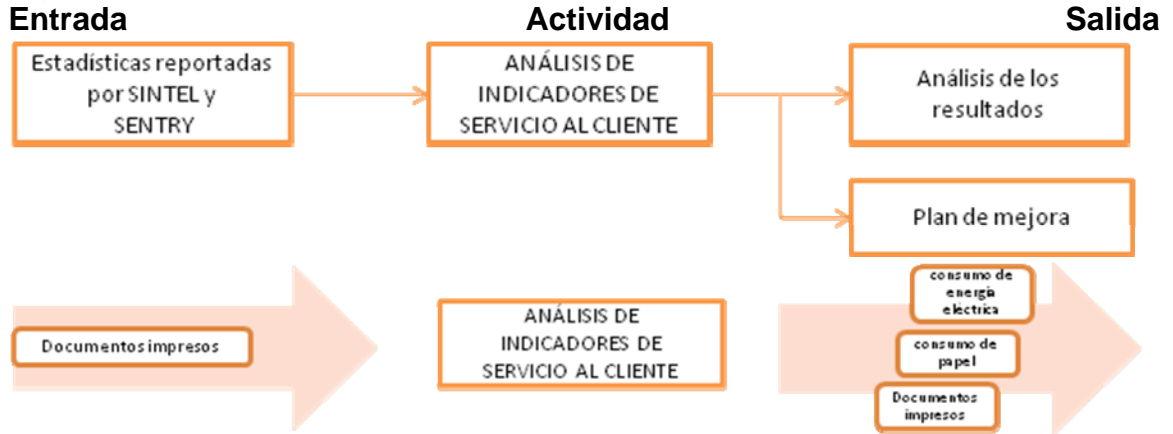 Entrada Actividad Salida
Estadísticas reportadas
por SINTEL y
SENTRY
ANÁLISIS DE
INDICADORES DE
SERVICIO AL CLIENTE
Análisis de los
resultados
Plan de mejora
Documentos impresos
ANÁLISIS DE
INDICADORES DE
SERVICIO AL CLIENTE
consumo de
energía
eléctrica
consumo de
papel
Documentos
impresos